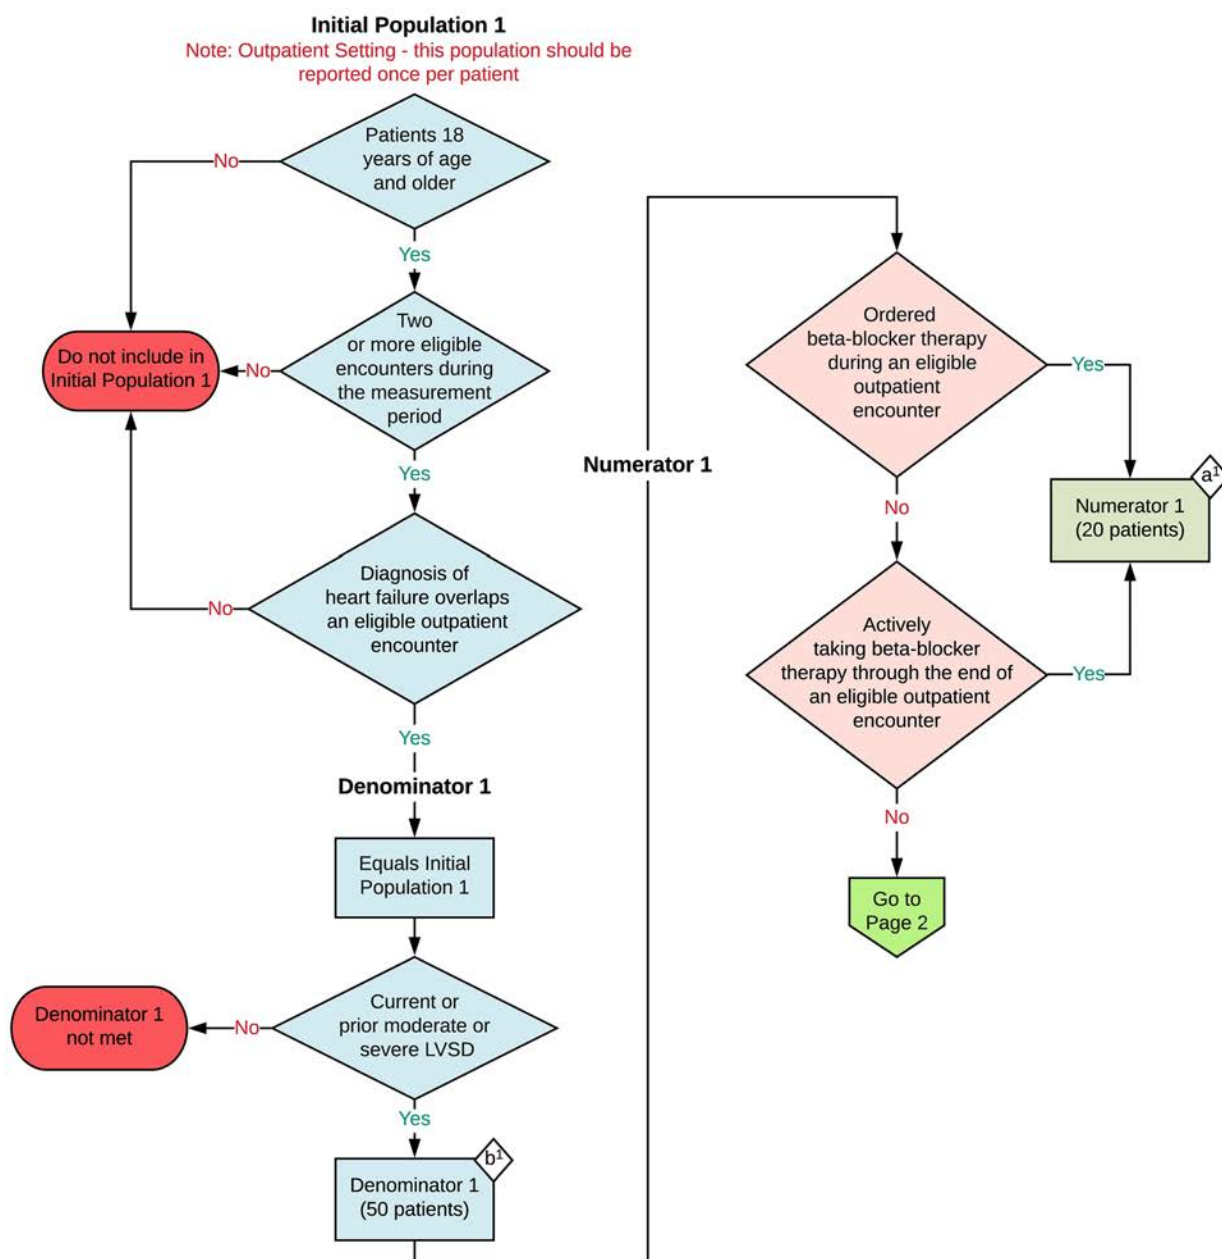 Initial Population 1
Note: Outpatient Setting - this population should be
reported once per patient
Patients 18
years of age
and older
No
Yes
Two
or more eligible
encounters during
the measurement
period
No
Do not include in
Initial Population 1
Yes
Diagnosis of
heart failure overlaps
an eligible outpatient
encounter
No
Yes
Denominator 1
Equals Initial
Population 1
Current or
prior moderate or
severe LVSD
No
Denominator 1
not met
Yes
b¹
Denominator 1
(50 patients)
Numerator 1
Ordered
beta-blocker therapy
during an eligible
outpatient
encounter
Yes
a¹
Numerator 1
(20 patients)
No
Actively
taking beta-blocker
therapy through the end of
an eligible outpatient
encounter
Yes
No
Go to
Page 2